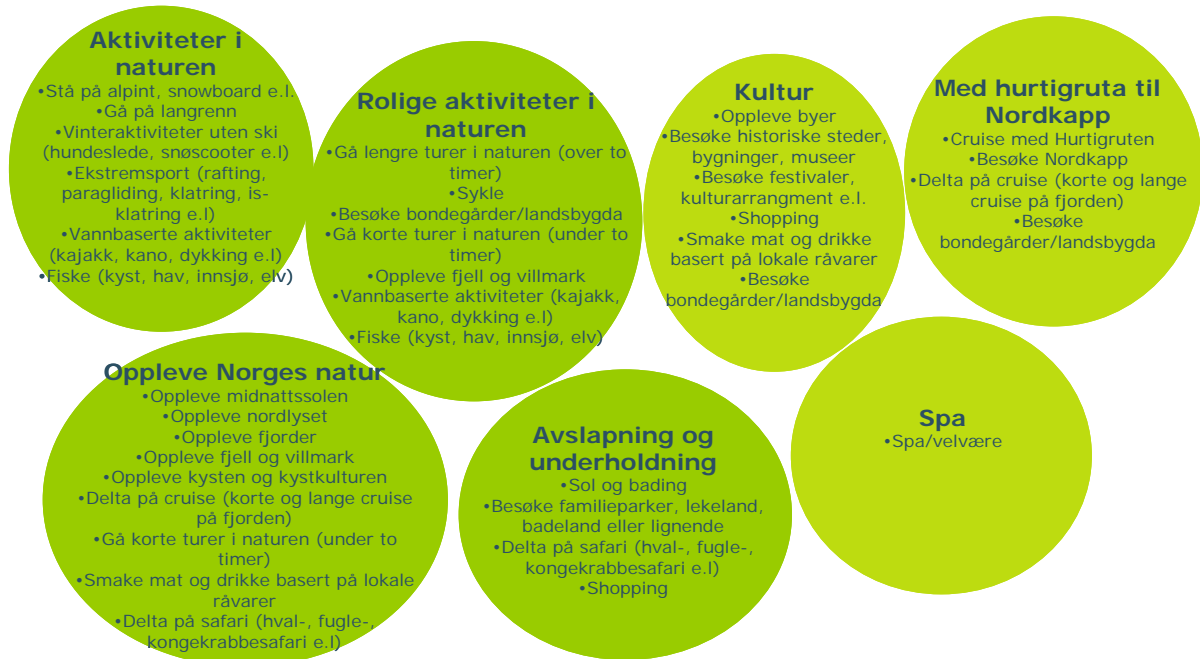 Aktiviteter i
naturen
•Stå på alpint, snowboard e.l.
•Gå på langrenn
•Vinteraktiviteter uten ski
(hundeslede, snøscooter e.l)
•Ekstremsport (rafting,
paragliding, klatring, is-
klatring e.l)
•Vannbaserte aktiviteter
(kajakk, kano, dykking e.l)
•Fiske (kyst, hav, innsjø, elv)
Rolige aktiviteter i
naturen
•Gå lengre turer i naturen (over to
timer)
•Sykle
•Besøke bondegårder/landsbygda
•Gå korte turer i naturen (under to
timer)
•Oppleve fjell og villmark
•Vannbaserte aktiviteter (kajakk,
kano, dykking e.l)
•Fiske (kyst, hav, innsjø, elv)
Kultur
•Oppleve byer
•Besøke historiske steder,
bygninger, museer
•Besøke festivaler,
kulturarrangment e.l.
•Shopping
•Smake mat og drikke
basert på lokale råvarer
•Besøke
bondegårder/landsbygda
Med hurtigruta til
Nordkapp
•Cruise med Hurtigruten
•Besøke Nordkapp
•Delta på cruise (korte og lange
cruise på fjorden)
•Besøke
bondegårder/landsbygda
Oppleve Norges natur
•Oppleve midnattssolen
•Oppleve nordlyset
•Oppleve fjorder
•Oppleve fjell og villmark
•Oppleve kysten og kystkulturen
•Delta på cruise (korte og lange cruise
på fjorden)
•Gå korte turer i naturen (under to
timer)
•Smake mat og drikke basert på lokale
råvarer
•Delta på safari (hval-, fugle-,
kongekrabbesafari e.l)
Avslapning og
underholdning
•Sol og bading
•Besøke familieparker, lekeland,
badeland eller lignende
•Delta på safari (hval-, fugle-,
kongekrabbesafari e.l)
•Shopping
Spa
•Spa/velvære